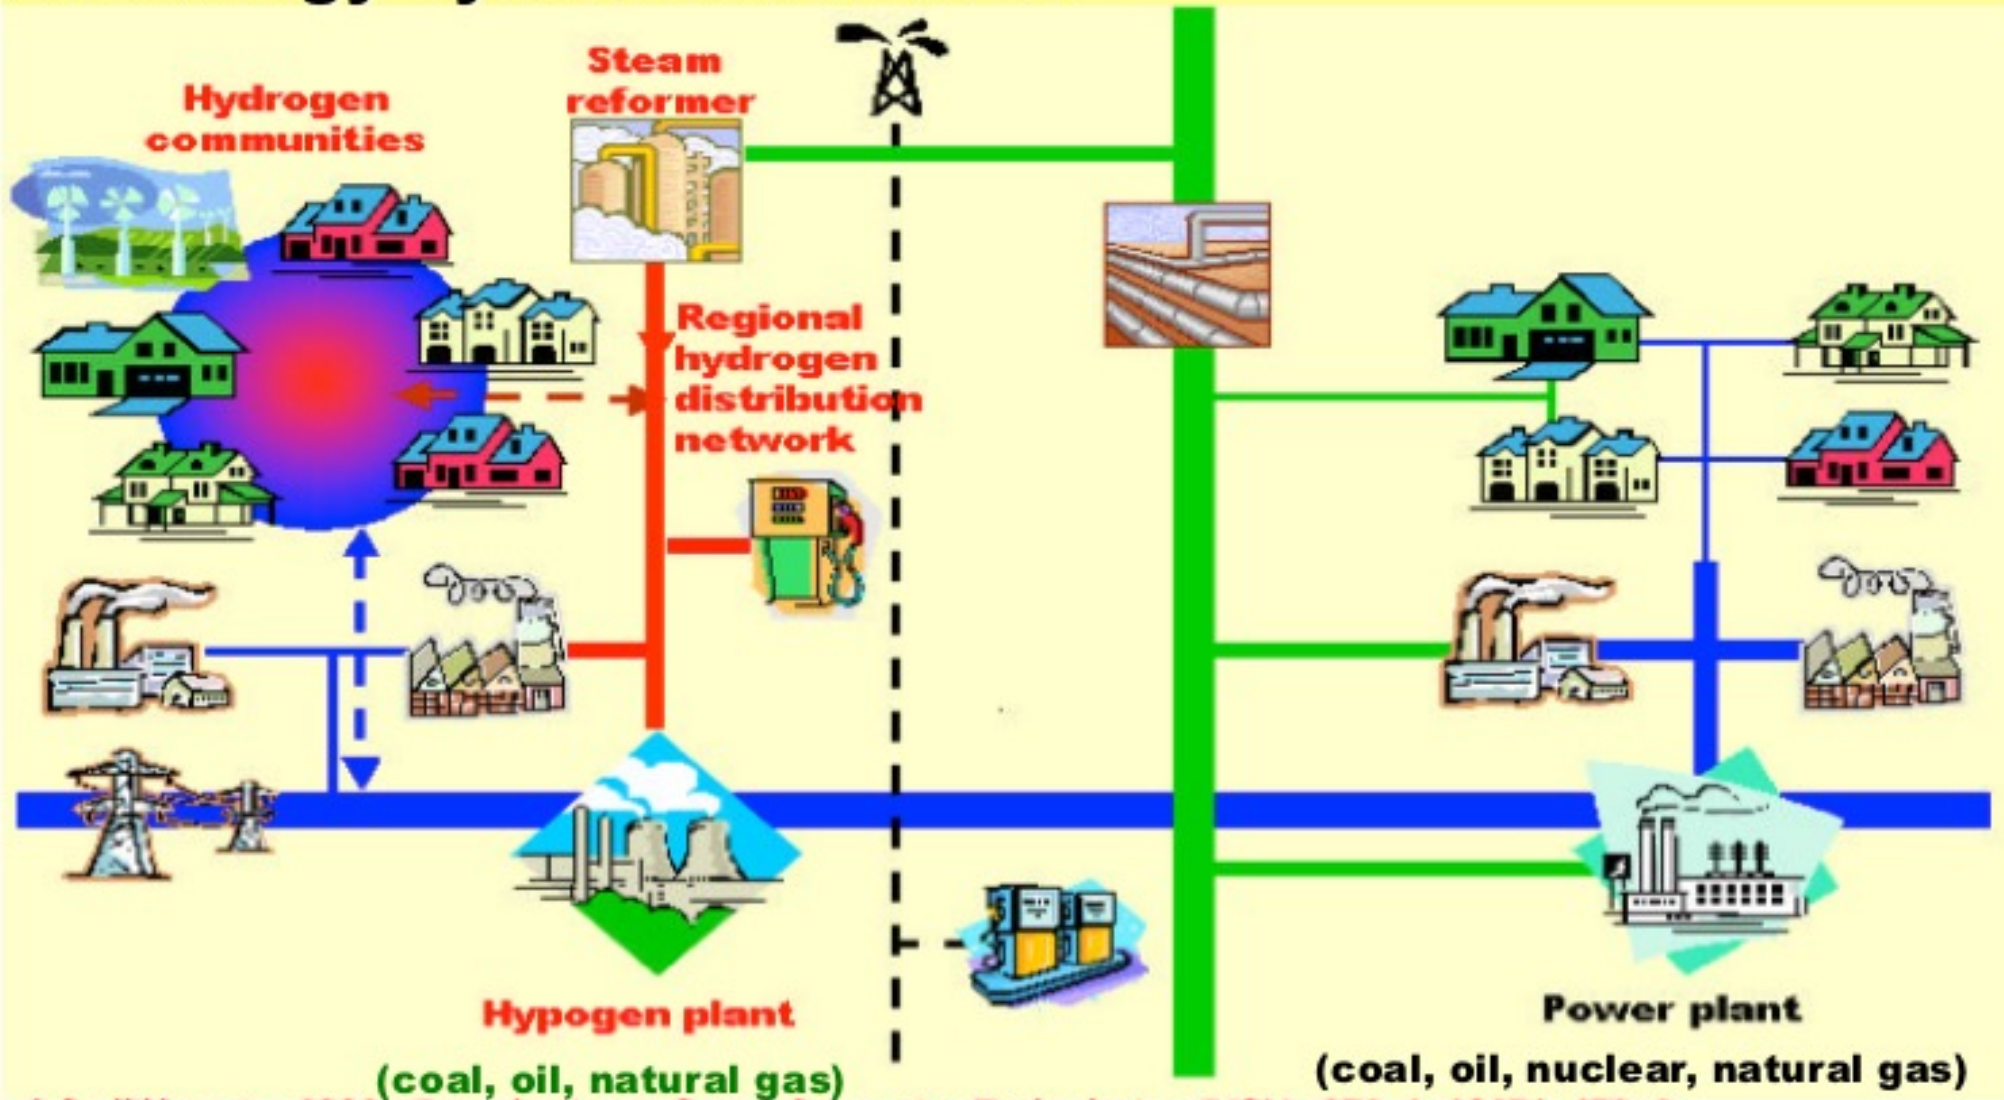 Steam
reformer
Hydrogen
communities
Regional
hydrogen
distribution
network
Hypogen plant
(coal, oil, natural gas)
Power plant
(coal, oil, nuclear, natural gas)